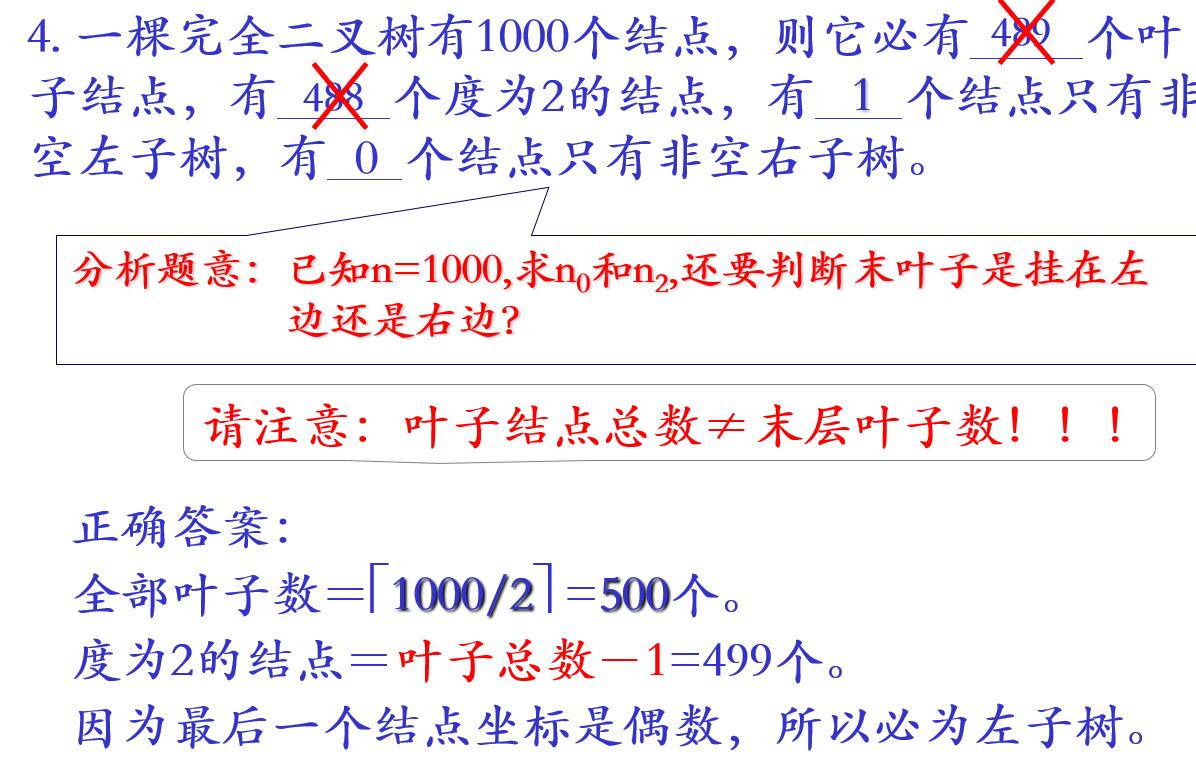 4. 一棵完全二叉树有1000个结点，则它必有 489 个叶
子结点，有 488 个度为2的结点，有 1 个结点只有非
空左子树，有 0 个结点只有非空右子树。
分析题意：已知n=1000,求n₀和n₂,还要判断末叶子是挂在左
边还是右边?
请注意：叶子结点总数≠末层叶子数！！！
正确答案：
全部叶子数＝⌈1000/2⌉=500个。
度为2的结点＝叶子总数－1=499个。
因为最后一个结点坐标是偶数，所以必为左子树。